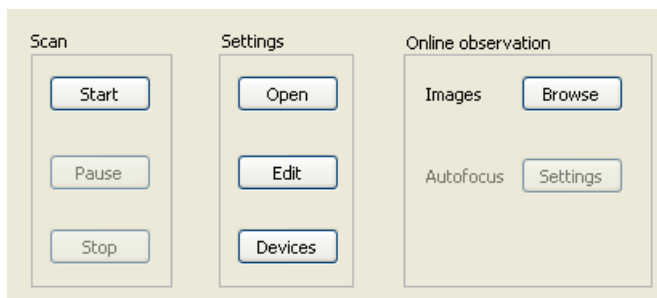 Scan
Start
Pause
Stop
Settings
Open
Edit
Devices
Online observation
Images Browse
Autofocus Settings